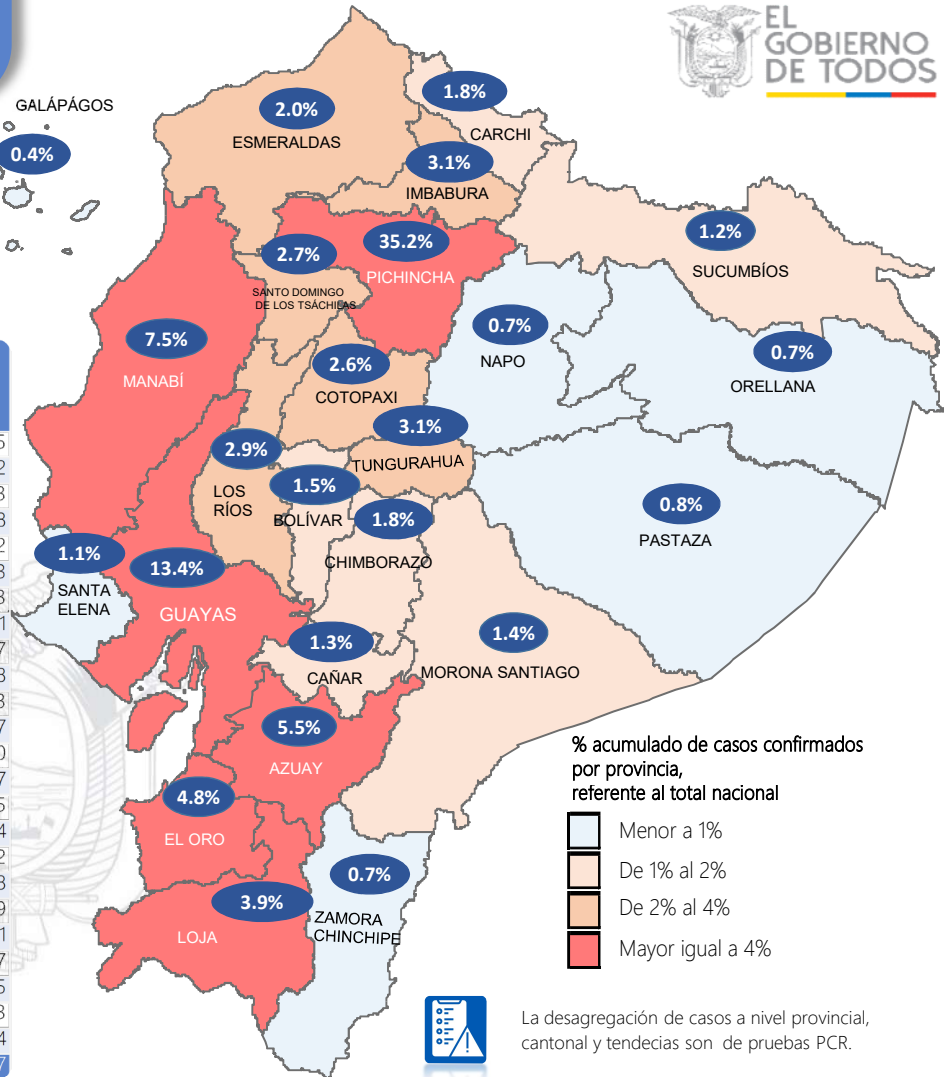 EL
GOBIERNO
DE TODOS
GALÁPÁGOS
0.4%
2.0%
ESMERALDAS
1.8%
CARCHI
3.1%
IMBABURA
1.2%
SUCUMBÍOS
2.7%
SANTO DOMINGO
DE LOS TSÁCHILAS
35.2%
PICHINCHA
7.5%
MANABÍ
0.7%
NAPO
0.7%
ORELLANA
2.6%
COTOPAXI
3.1%
TUNGURAHUA
2.9%
LOS
RÍOS
1.5%
BOLÍVAR
1.8%
CHIMBORAZO
0.8%
PASTAZA
1.1%
SANTA
ELENA
13.4%
GUAYAS
1.3%
CAÑAR
1.4%
MORONA SANTIAGO
5.5%
AZUAY
4.8%
EL ORO
3.9%
LOJA
0.7%
ZAMORA
CHINCHIPE
% acumulado de casos confirmados
por provincia,
referente al total nacional
Menor a 1%
De 1% al 2%
De 2% al 4%
Mayor igual a 4%
La desagregación de casos a nivel provincial,
cantonal y tendecias son de pruebas PCR.